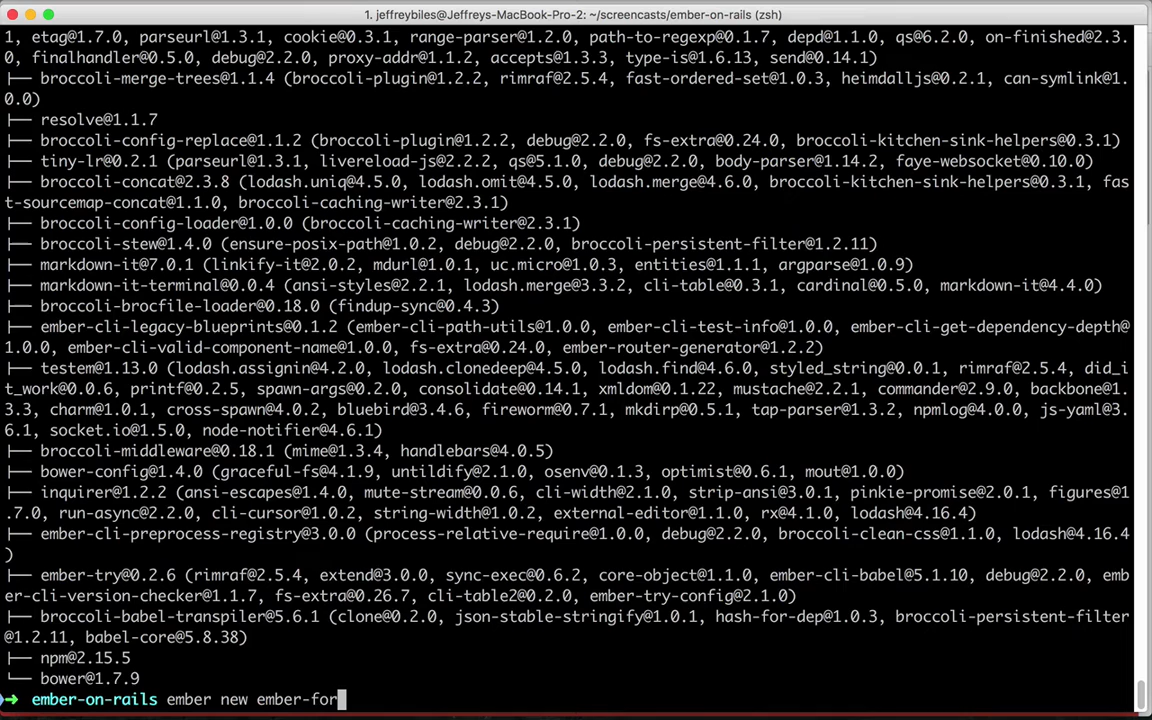 1. jeffreybiles@Jeffreys-MacBook-Pro-2: ~/screencasts/ember-on-rails (zsh)
1, etag@1.7.0, parseurl@1.3.1, cookie@0.3.1, range-parser@1.2.0, path-to-regexp@0.1.7, depd@1.1.0, qs@6.2.0, on-finished@2.3.
0, finalhandler@0.5.0, debug@2.2.0, proxy-addr@1.1.2, accepts@1.3.3, type-is@1.6.13, send@0.14.1)
├── broccoli-merge-trees@1.1.4 (broccoli-plugin@1.2.2, rimraf@2.5.4, fast-ordered-set@1.0.3, heimdalljs@0.2.1, can-symlink@1.
0.0)
├── resolve@1.1.7
├── broccoli-config-replace@1.1.2 (broccoli-plugin@1.2.2, debug@2.2.0, fs-extra@0.24.0, broccoli-kitchen-sink-helpers@0.3.1)
├── tiny-lr@0.2.1 (parseurl@1.3.1, livereload-js@2.2.2, qs@5.1.0, debug@2.2.0, body-parser@1.14.2, faye-websocket@0.10.0)
├── broccoli-concat@2.3.8 (lodash.uniq@4.5.0, lodash.omit@4.5.0, lodash.merge@4.6.0, broccoli-kitchen-sink-helpers@0.3.1, fas
t-sourcemap-concat@1.1.0, broccoli-caching-writer@2.3.1)
├── broccoli-config-loader@1.0.0 (broccoli-caching-writer@2.3.1)
├── broccoli-stew@1.4.0 (ensure-posix-path@1.0.2, debug@2.2.0, broccoli-persistent-filter@1.2.11)
├── markdown-it@7.0.1 (linkify-it@2.0.2, mdurl@1.0.1, uc.micro@1.0.3, entities@1.1.1, argparse@1.0.9)
├── markdown-it-terminal@0.0.4 (ansi-styles@2.2.1, lodash.merge@3.3.2, cli-table@0.3.1, cardinal@0.5.0, markdown-it@4.4.0)
├── broccoli-brocfile-loader@0.18.0 (findup-sync@0.4.3)
├── ember-cli-legacy-blueprints@0.1.2 (ember-cli-path-utils@1.0.0, ember-cli-test-info@1.0.0, ember-cli-get-dependency-depth@
1.0.0, ember-cli-valid-component-name@1.0.0, fs-extra@0.24.0, ember-router-generator@1.2.2)
├── testem@1.13.0 (lodash.assignin@4.2.0, lodash.clonedeep@4.5.0, lodash.find@4.6.0, styled_string@0.0.1, rimraf@2.5.4, did_i
t_work@0.0.6, printf@0.2.5, spawn-args@0.2.0, consolidate@0.14.1, xmldom@0.1.22, mustache@2.2.1, commander@2.9.0, backbone@1.
3.3, charm@1.0.1, cross-spawn@4.0.2, bluebird@3.4.6, fireworm@0.7.1, mkdirp@0.5.1, tap-parser@1.3.2, npmlog@4.0.0, js-yaml@3.
6.1, socket.io@1.5.0, node-notifier@4.6.1)
├── broccoli-middleware@0.18.1 (mime@1.3.4, handlebars@4.0.5)
├── bower-config@1.4.0 (graceful-fs@4.1.9, untildify@2.1.0, osenv@0.1.3, optimist@0.6.1, mout@1.0.0)
├── inquirer@1.2.2 (ansi-escapes@1.4.0, mute-stream@0.0.6, cli-width@2.1.0, strip-ansi@3.0.1, pinkie-promise@2.0.1, figures@1
.7.0, run-async@2.2.0, cli-cursor@1.0.2, string-width@1.0.2, external-editor@1.1.0, rx@4.1.0, lodash@4.16.4)
├── ember-cli-preprocess-registry@3.0.0 (process-relative-require@1.0.0, debug@2.2.0, broccoli-clean-css@1.1.0, lodash@4.16.4
)
├── ember-try@0.2.6 (rimraf@2.5.4, extend@3.0.0, sync-exec@0.6.2, core-object@1.1.0, ember-cli-babel@5.1.10, debug@2.2.0, emb
er-cli-version-checker@1.1.7, fs-extra@0.26.7, cli-table2@0.2.0, ember-try-config@2.1.0)
├── broccoli-babel-transpiler@5.6.1 (clone@0.2.0, json-stable-stringify@1.0.1, hash-for-dep@1.0.3, broccoli-persistent-filter
@1.2.11, babel-core@5.8.38)
├── npm@2.15.5
└── bower@1.7.9
➜ ember-on-rails ember new ember-for